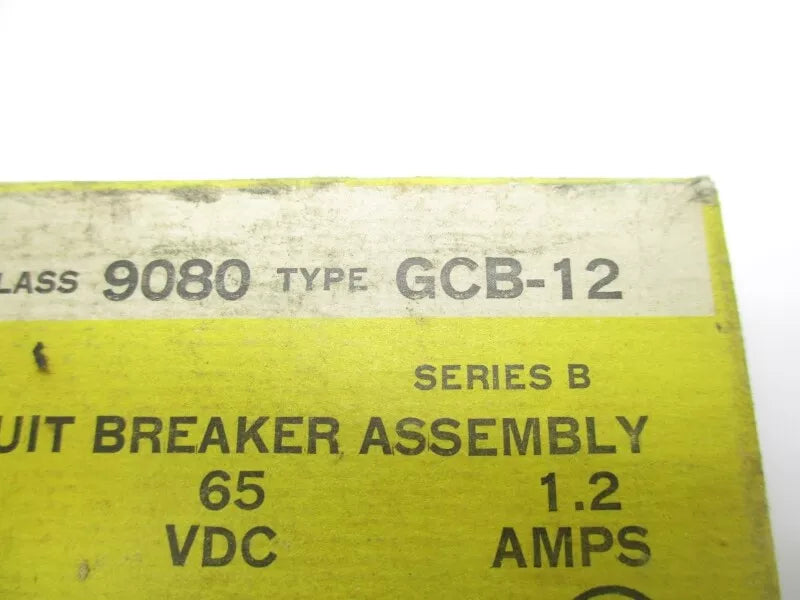 LASS 9080 TYPE GCB-12
SERIES B
UIT BREAKER ASSEMBLY
65 1.2
VDC AMPS